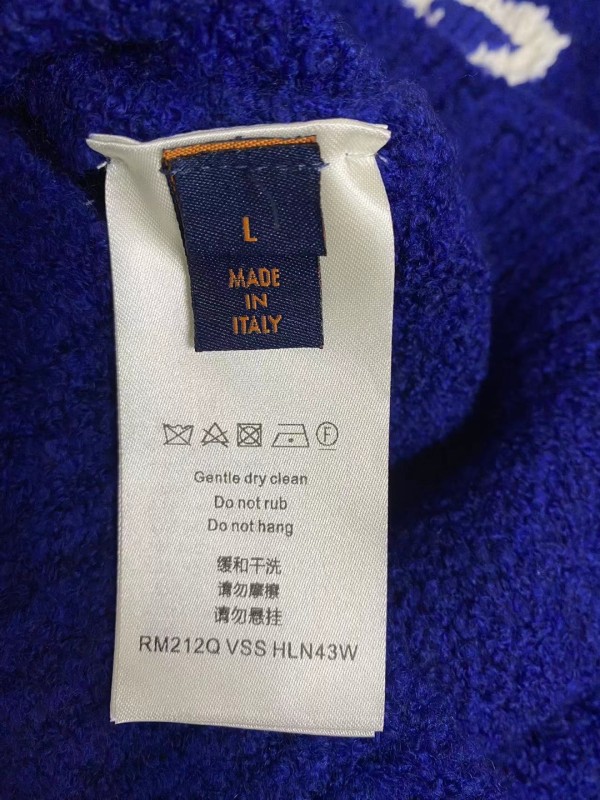 L
MADE
IN
ITALY
F
Gentle dry clean
Do not rub
Do not hang
缓和干洗
请勿摩擦
请勿悬挂
RM212Q VSS HLN43W